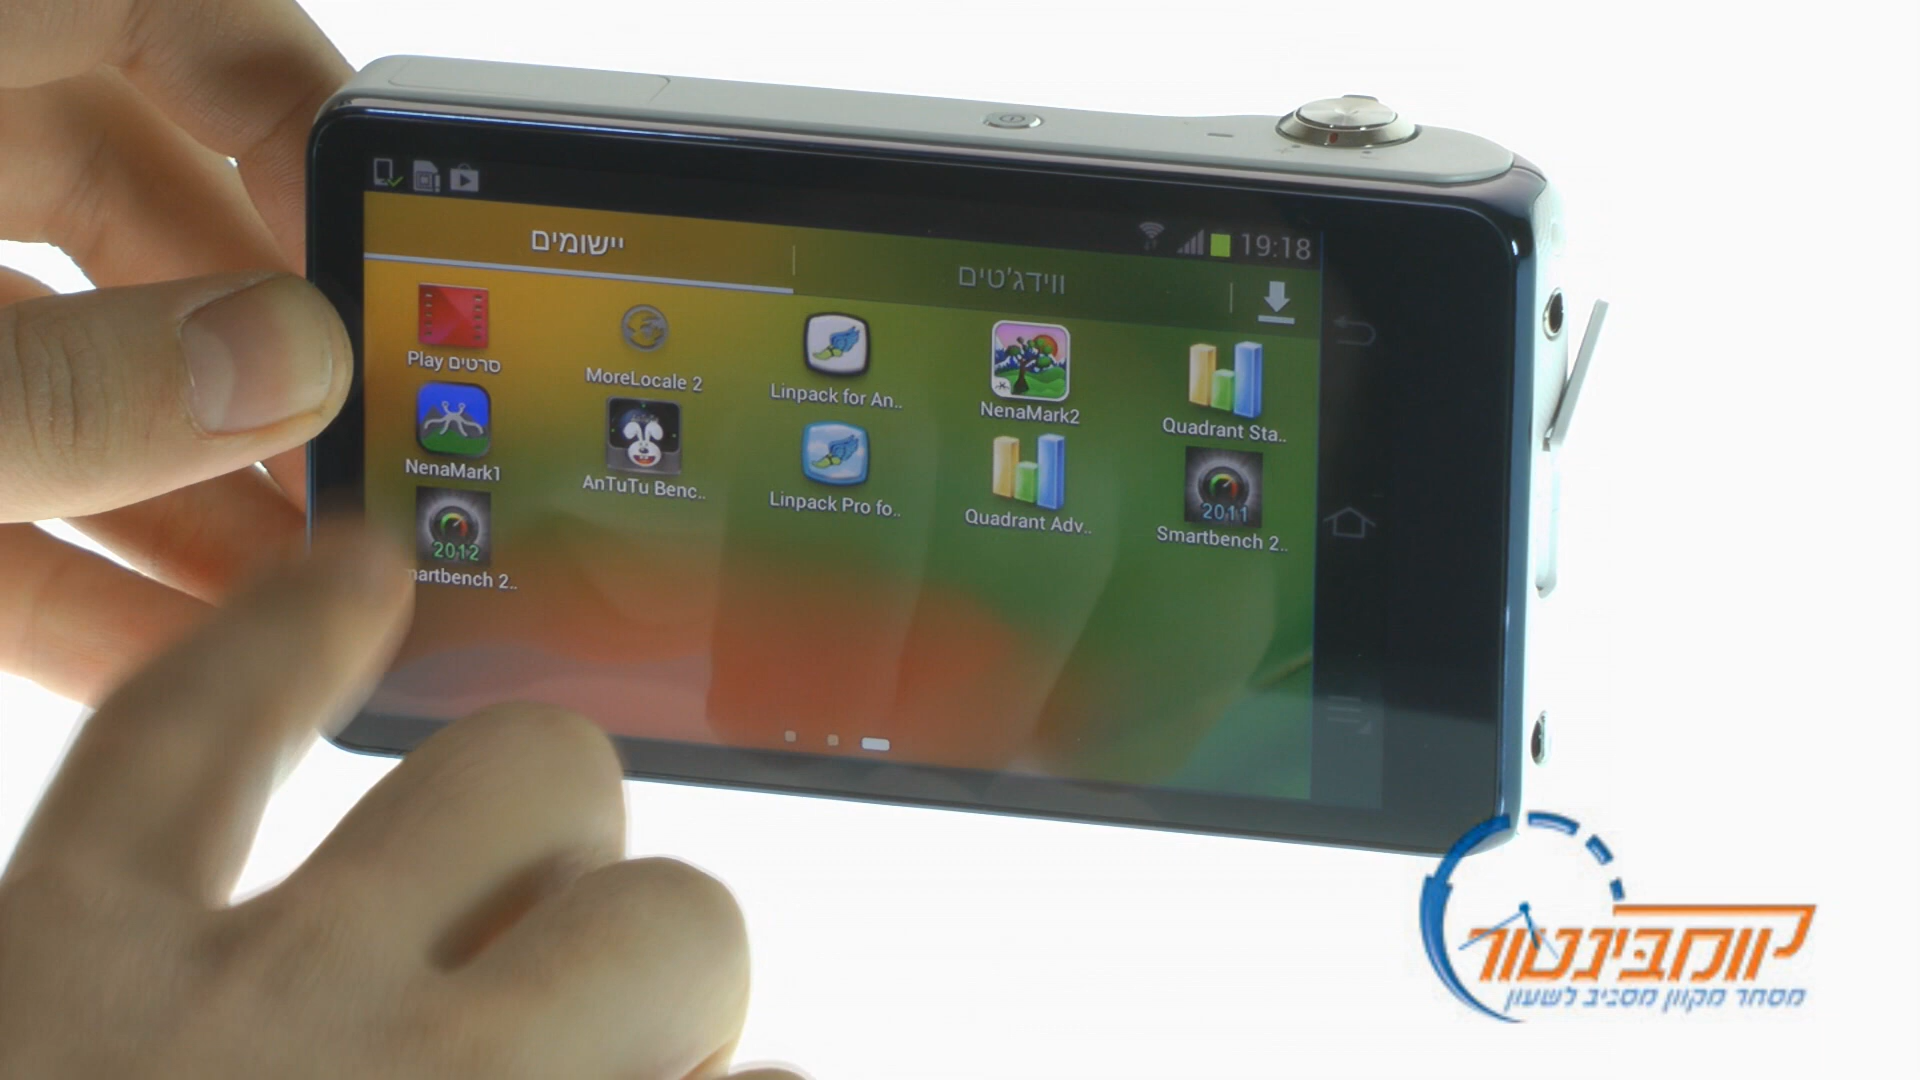 19:18
יישומים
ווידג'טים
סרטים Play
MoreLocale 2
Linpack for An..
NenaMark2
Quadrant Sta..
NenaMark1
AnTuTu Benc..
Linpack Pro fo..
Quadrant Adv..
2011
Smartbench 2..
2012
martbench 2..
קומבינטור
מסחר מקוון מסביב לשעון